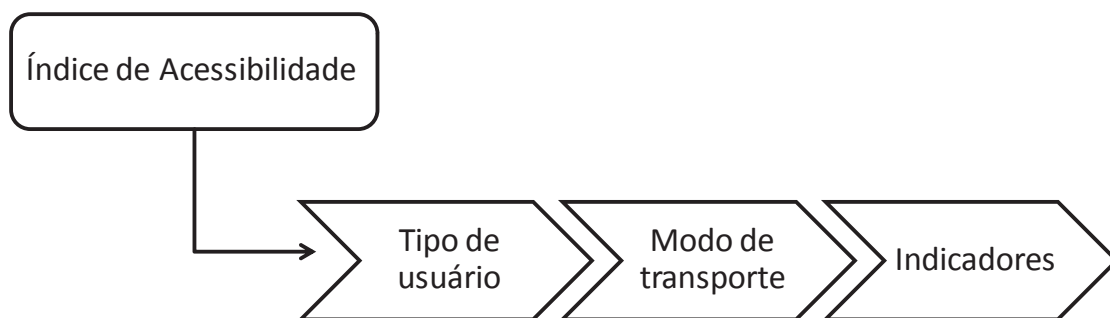 Índice de Acessibilidade
Tipo de
usuário
Modo de
transporte
Indicadores